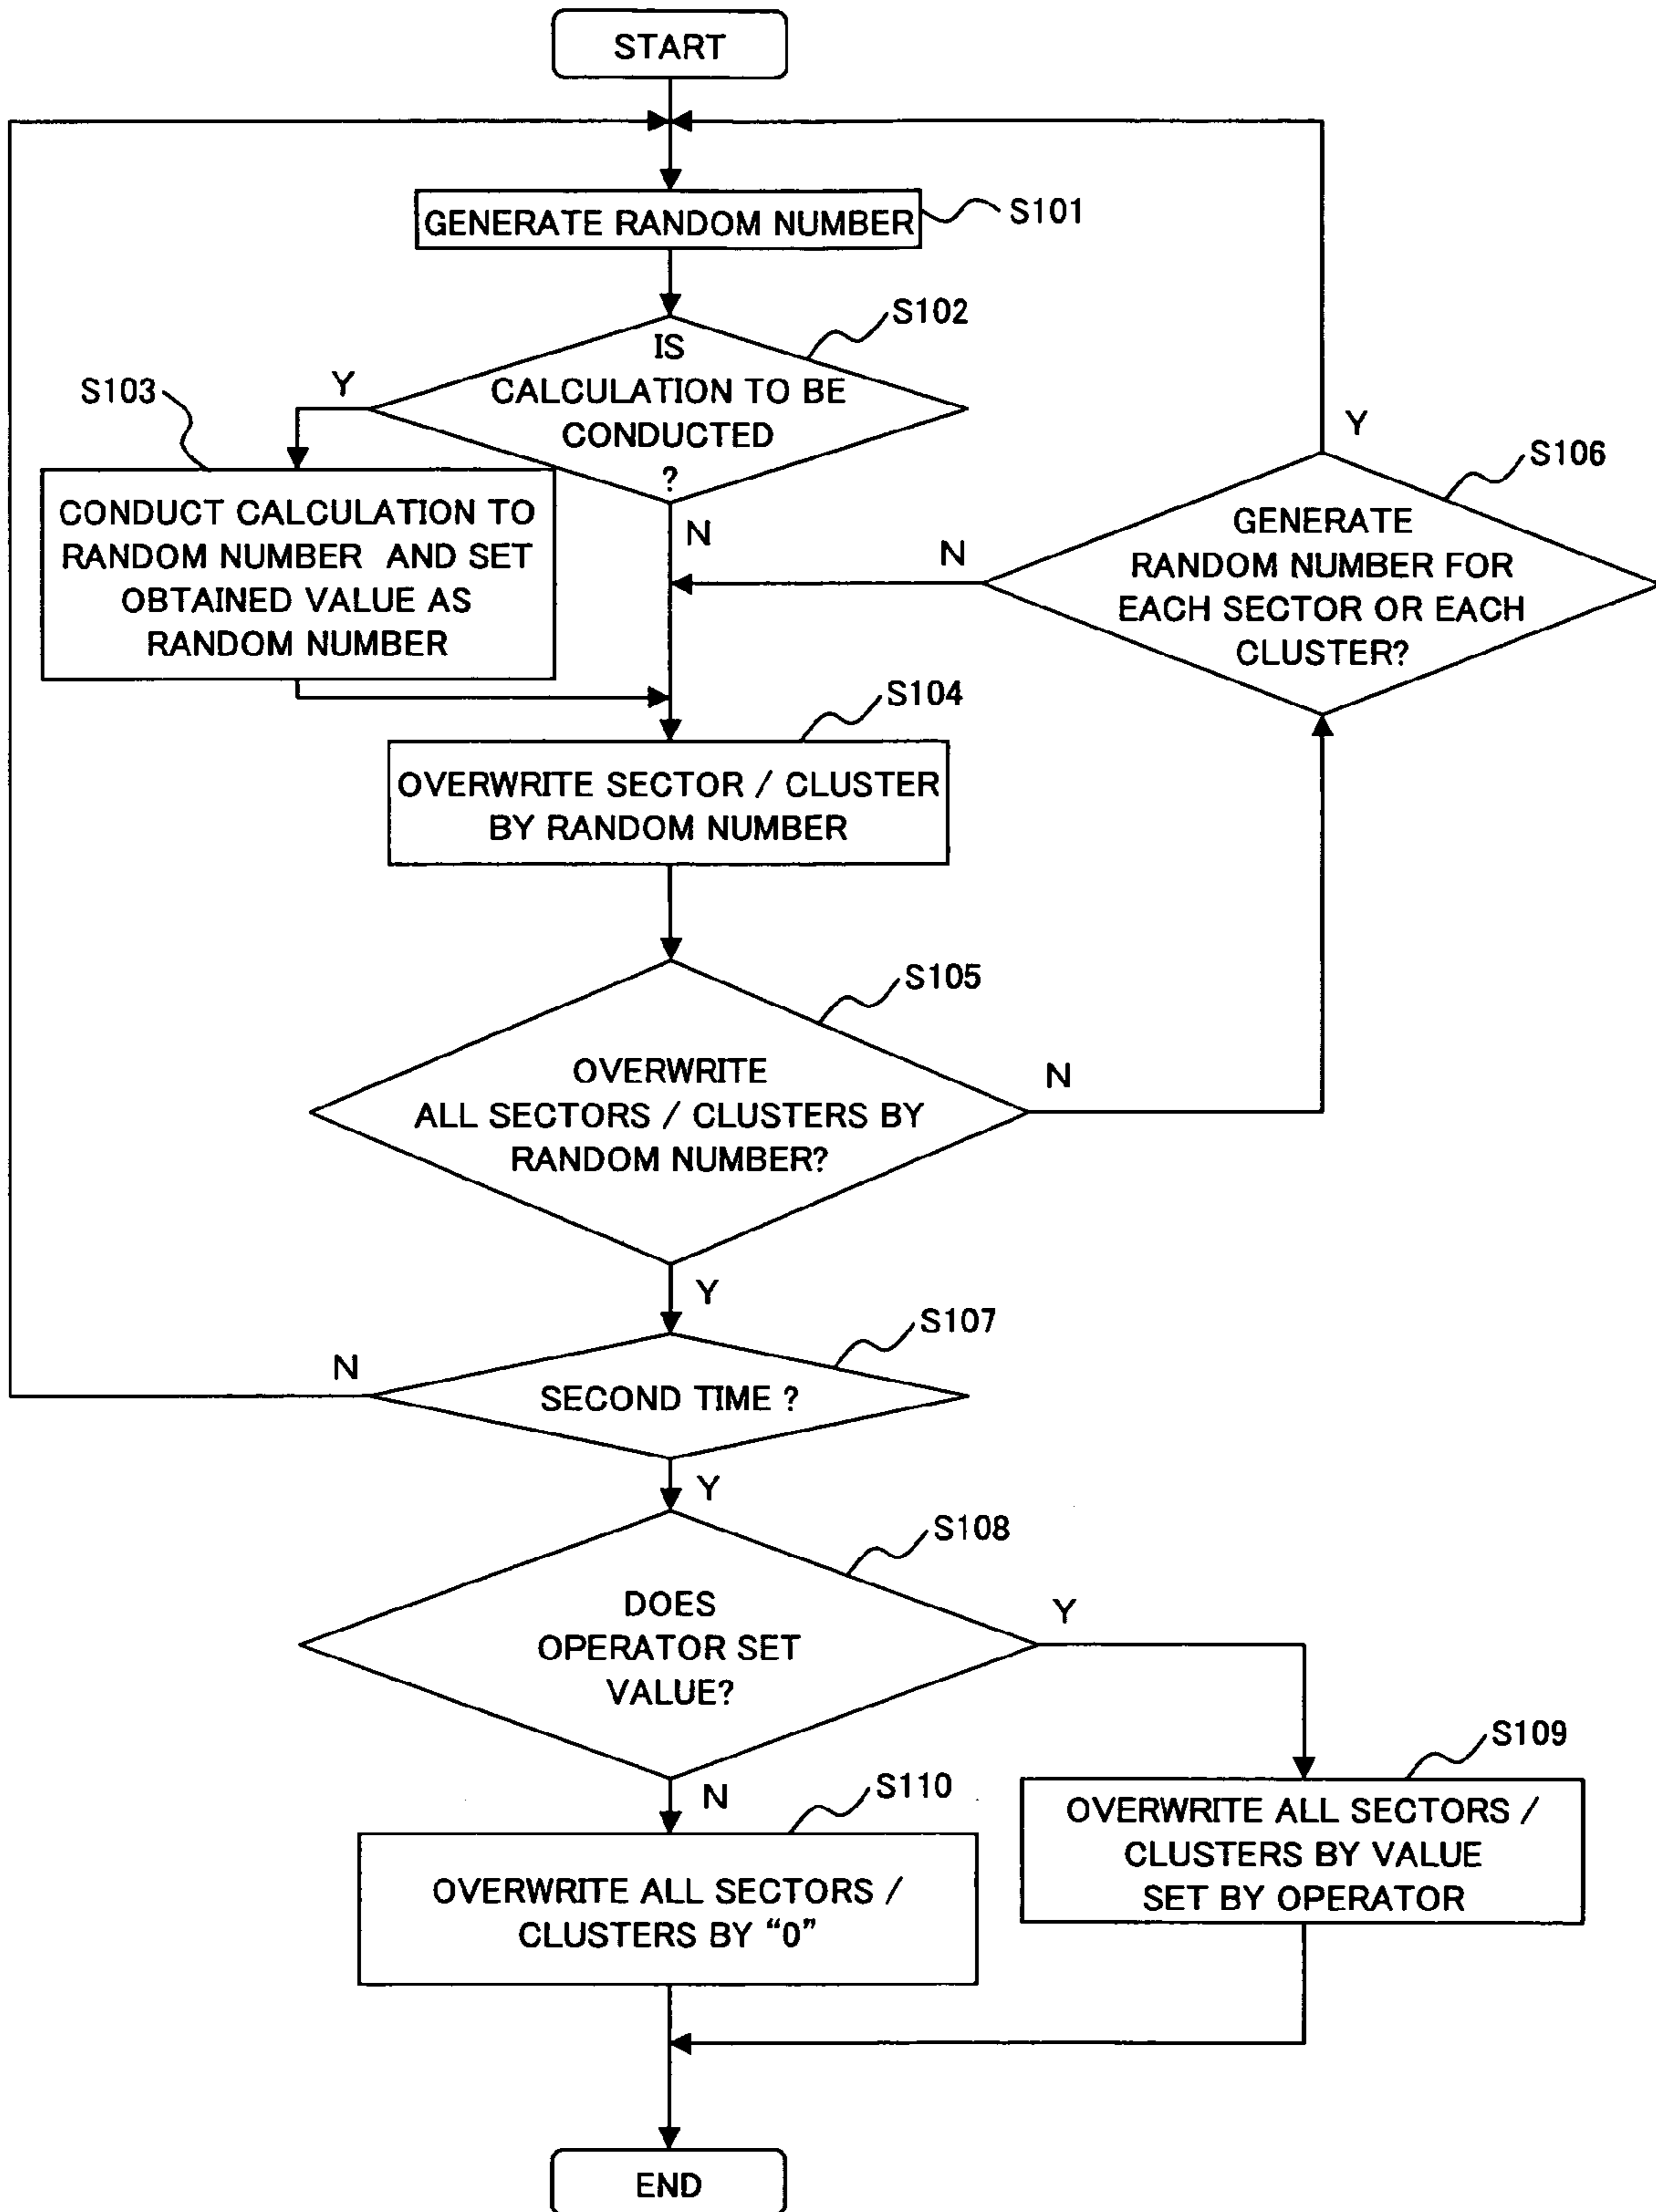 START
GENERATE RANDOM NUMBER
S101
S102
IS
CALCULATION TO BE
CONDUCTED
?
Y
N
S103
CONDUCT CALCULATION TO
RANDOM NUMBER AND SET
OBTAINED VALUE AS
RANDOM NUMBER
Y
S106
GENERATE
RANDOM NUMBER FOR
EACH SECTOR OR EACH
CLUSTER?
N
S104
OVERWRITE SECTOR / CLUSTER
BY RANDOM NUMBER
S105
OVERWRITE
ALL SECTORS / CLUSTERS BY
RANDOM NUMBER?
N
Y
S107
N
SECOND TIME ?
Y
S108
DOES
OPERATOR SET
VALUE?
Y
N
S109
OVERWRITE ALL SECTORS /
CLUSTERS BY VALUE
SET BY OPERATOR
S110
OVERWRITE ALL SECTORS /
CLUSTERS BY “0”
END